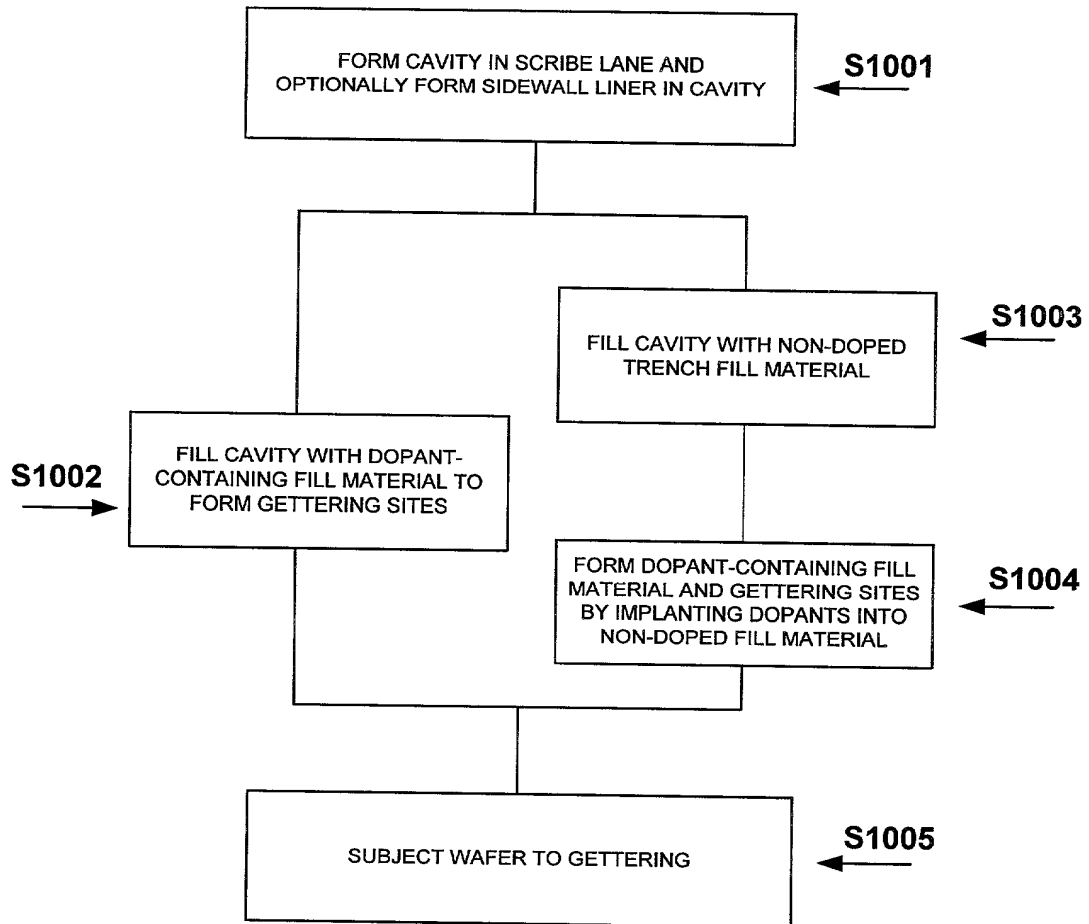 FORM CAVITY IN SCRIBE LANE AND
OPTIONALLY FORM SIDEWALL LINER IN CAVITY
S1001
S1003
FILL CAVITY WITH NON-DOPED
TRENCH FILL MATERIAL
S1002
FILL CAVITY WITH DOPANT-
CONTAINING FILL MATERIAL TO
FORM GETTERING SITES
S1004
FORM DOPANT-CONTAINING FILL
MATERIAL AND GETTERING SITES
BY IMPLANTING DOPANTS INTO
NON-DOPED FILL MATERIAL
S1005
SUBJECT WAFER TO GETTERING